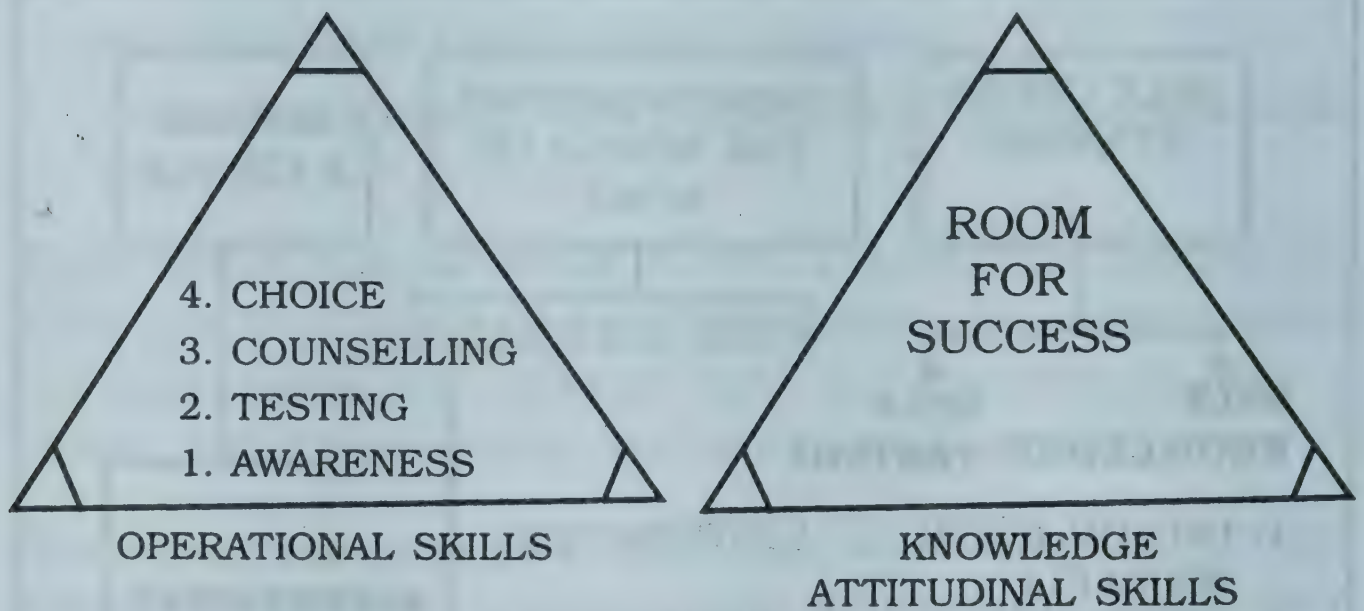 4. CHOICE
3. COUNSELLING
2. TESTING
1. AWARENESS
OPERATIONAL SKILLS
ROOM
FOR
SUCCESS
KNOWLEDGE
ATTITUDINAL SKILLS